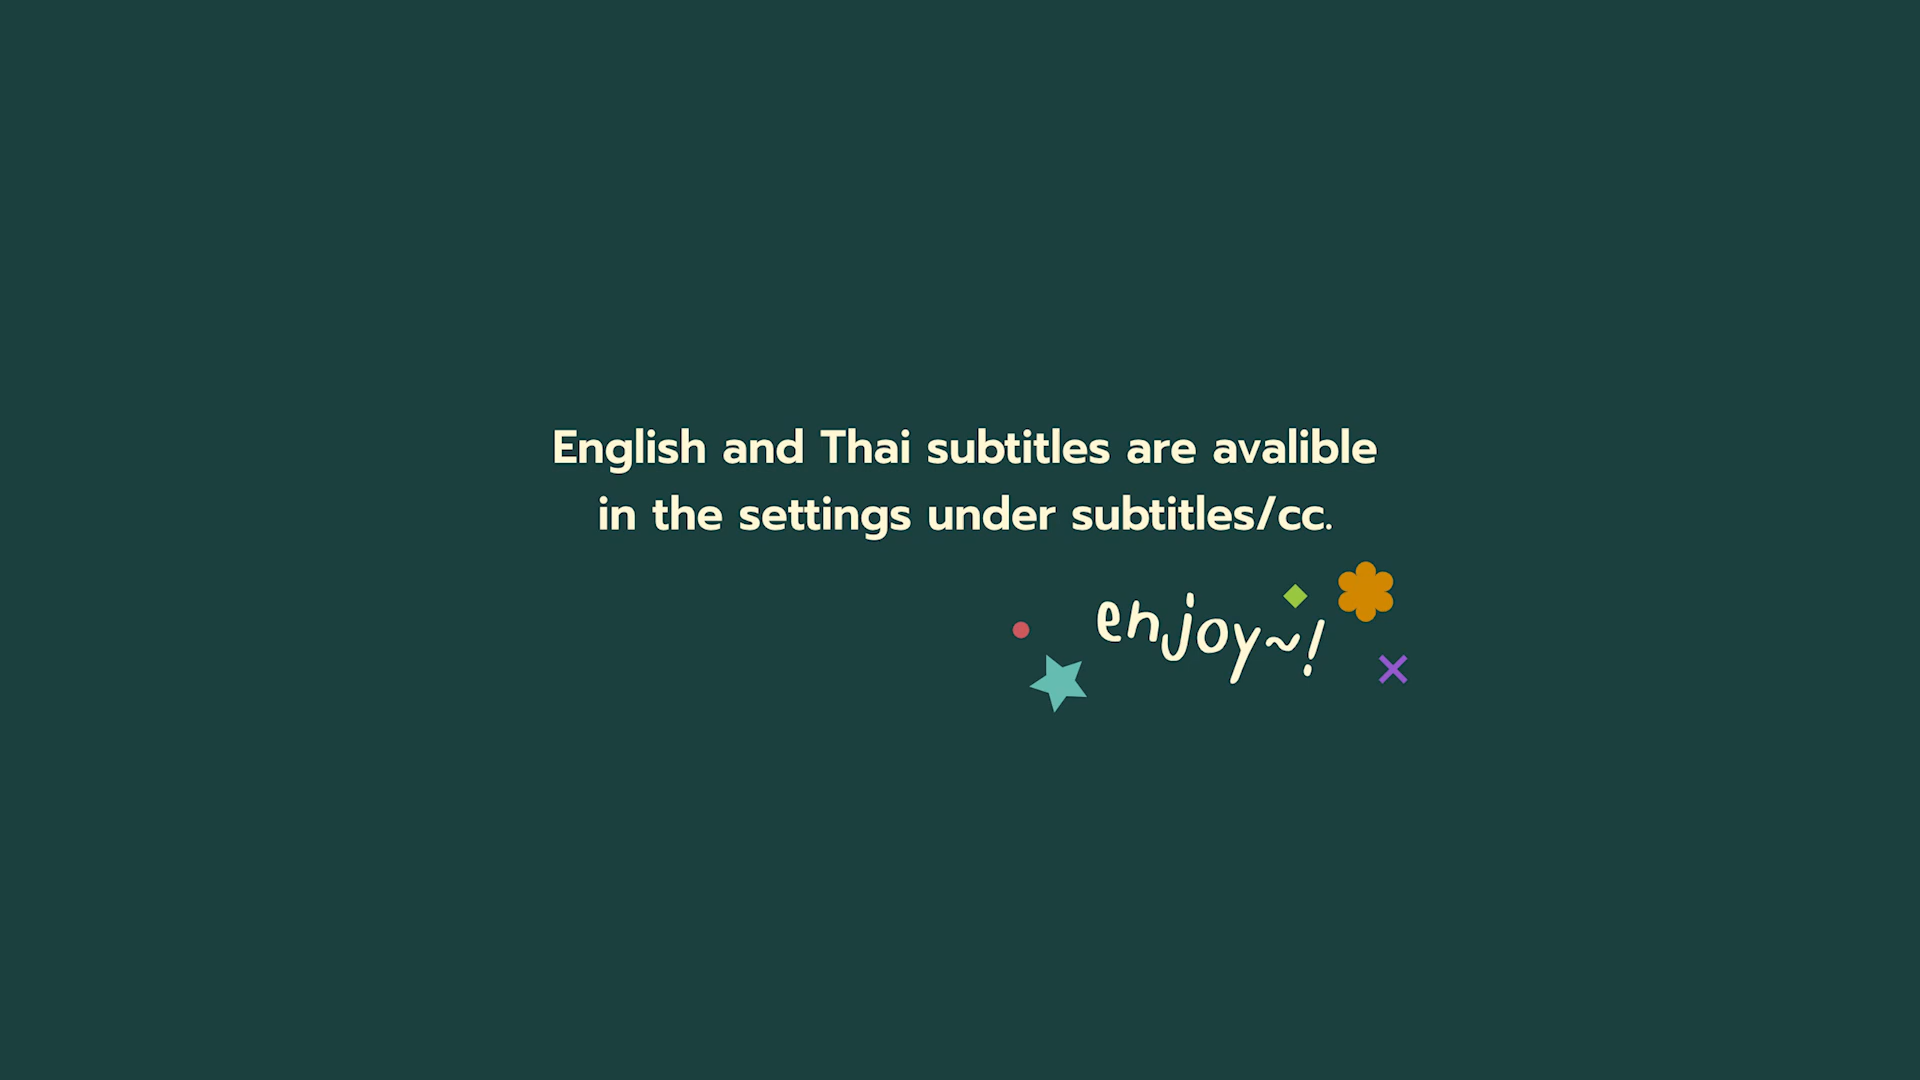 English and Thai subtitles are avalible
in the settings under subtitles/cc.
enjoy~!